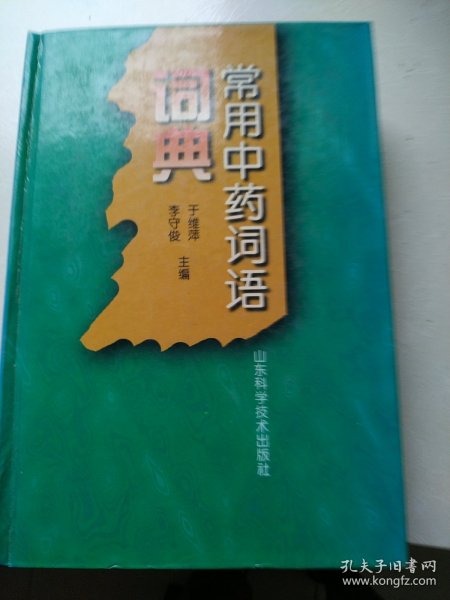 常用中药词语
词典
于维萍
李守俊
主编
山东科学技术出版社
孔夫子旧书网
www.kongfz.com